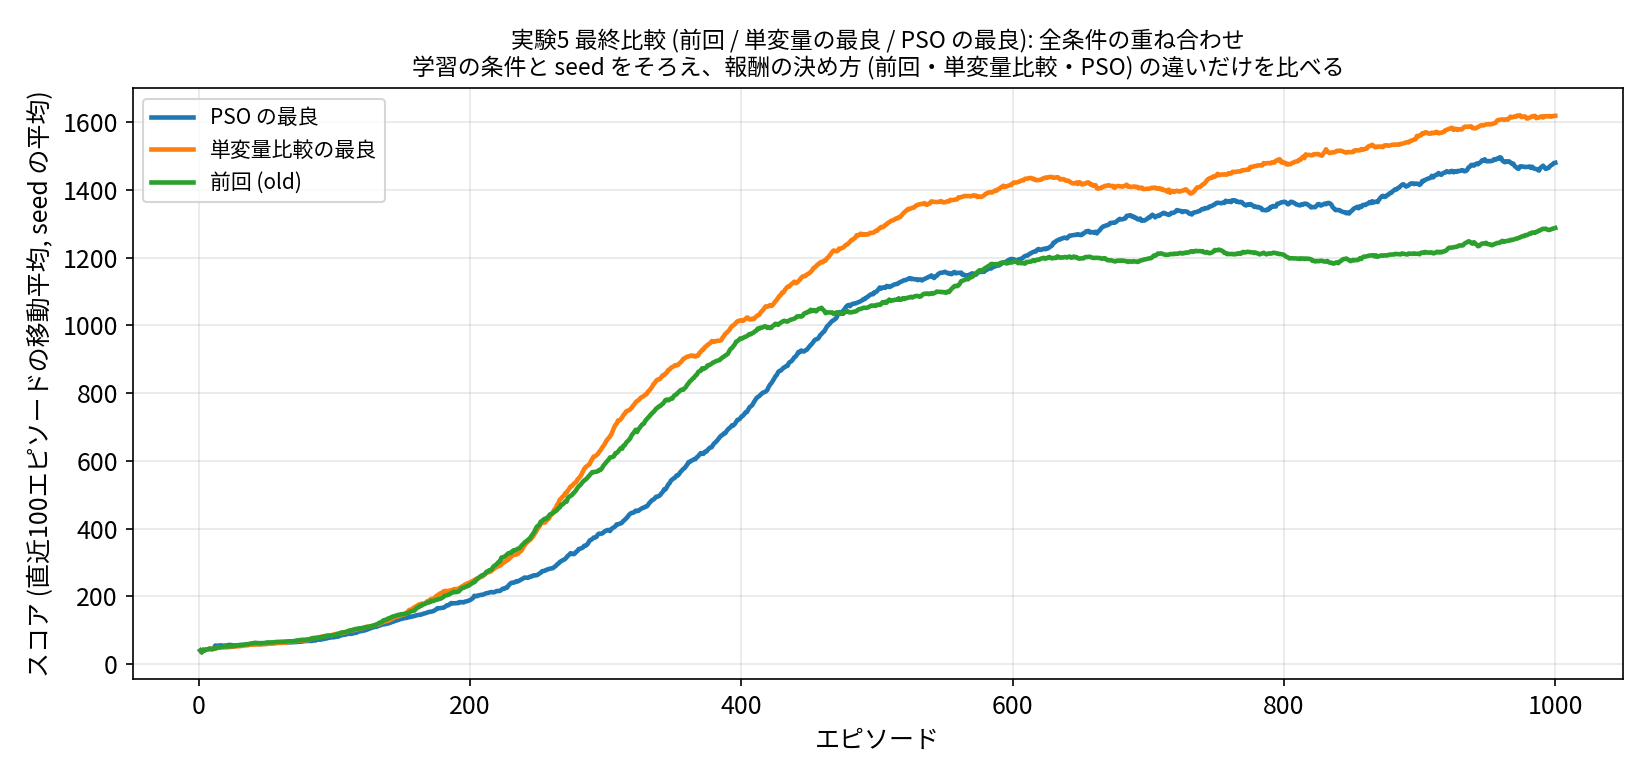 実験5 最終比較 (前回 / 単変量の最良 / PSO の最良): 全条件の重ね合わせ
学習の条件と seed をそろえ、報酬の決め方 (前回・単変量比較・PSO) の違いだけを比べる
PSO の最良
単変量比較の最良
前回 (old)
スコア (直近100エピソードの移動平均, seed の平均)
1600
1400
1200
1000
800
600
400
200
0
0 200 400 600 800 1000
エピソード